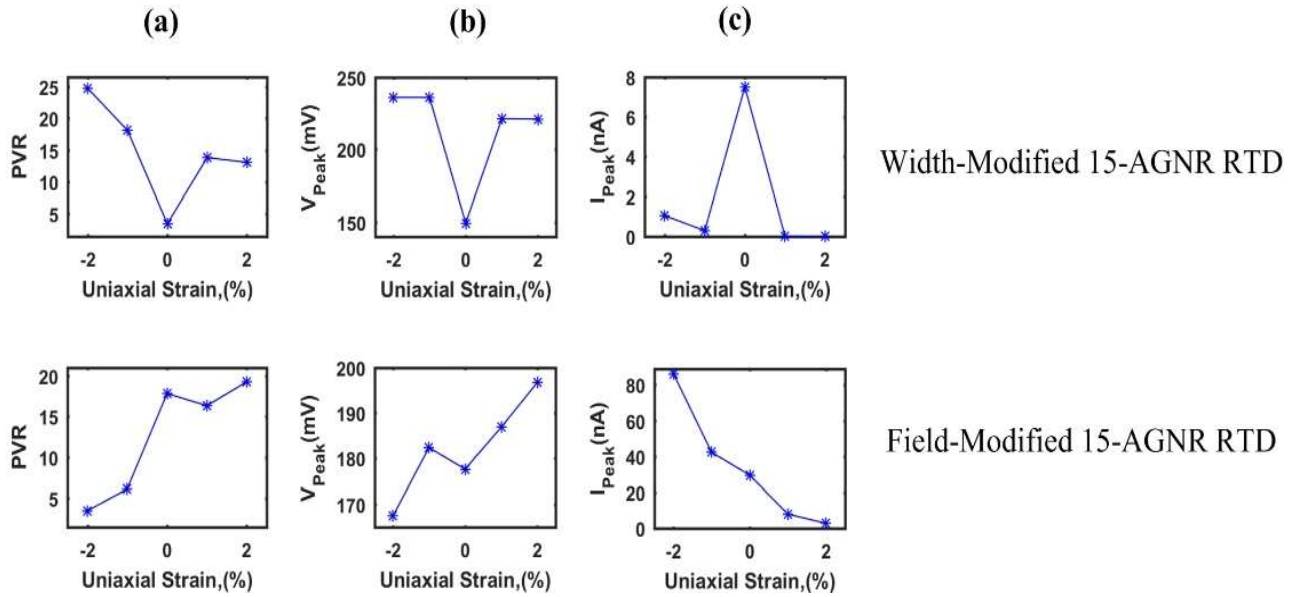 (a)
(b)
(c)
25
20
15
10
5
PVR
-2 0 2
Uniaxial Strain,(%)
250
200
150
V_Peak(mV)
-2 0 2
Uniaxial Strain,(%)
8
6
4
2
0
I_Peak(nA)
-2 0 2
Uniaxial Strain,(%)
Width-Modified 15-AGNR RTD
20
15
10
5
PVR
-2 0 2
Uniaxial Strain,(%)
200
190
180
170
V_Peak(mV)
-2 0 2
Uniaxial Strain,(%)
80
60
40
20
0
I_Peak(nA)
-2 0 2
Uniaxial Strain,(%)
Field-Modified 15-AGNR RTD